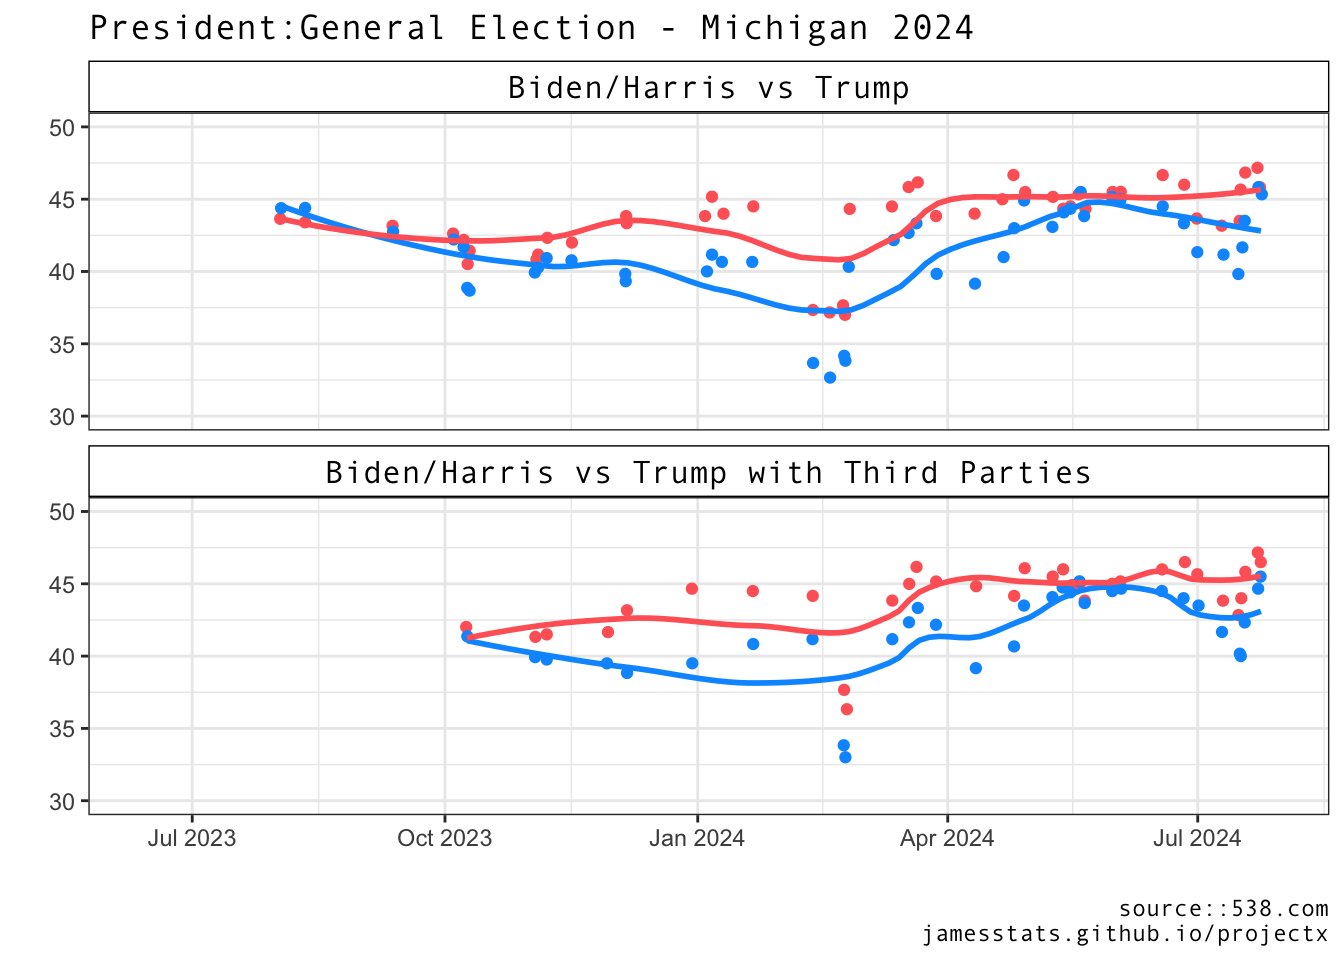 President:General Election - Michigan 2024
Biden/Harris vs Trump
50
45
40
35
30
Biden/Harris vs Trump with Third Parties
50
45
40
35
30
Jul 2023 Oct 2023 Jan 2024 Apr 2024 Jul 2024
source::538.com
jamesstats.github.io/projectx